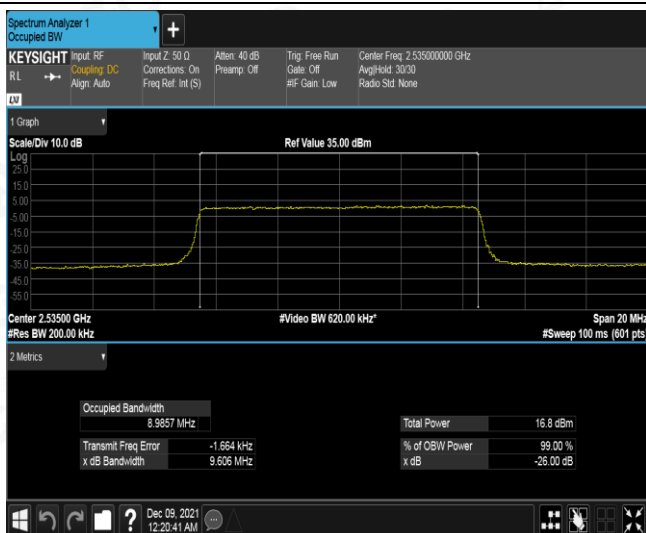 Spectrum Analyzer 1
Occupied BW
+
KEYSIGHT
RL
LXI
Input: RF
Coupling: DC
Align: Auto
Input Z: 50 Ω
Corrections: On
Freq Ref: Int (S)
Atten: 40 dB
Preamp: Off
Trig: Free Run
Gate: Off
#IF Gain: Low
Center Freq: 2.535000000 GHz
Avg|Hold: 30/30
Radio Std: None
1 Graph
Scale/Div 10.0 dB
Ref Value 35.00 dBm
Log
25.0
15.0
5.00
-5.00
-15.0
-25.0
-35.0
-45.0
-55.0
Center 2.53500 GHz
#Video BW 620.00 kHz*
Span 20 MHz
#Res BW 200.00 kHz
#Sweep 100 ms (601 pts
2 Metrics
Occupied Bandwidth
8.9857 MHz
Total Power 16.8 dBm
Transmit Freq Error -1.664 kHz
% of OBW Power 99.00 %
x dB Bandwidth 9.606 MHz
x dB -26.00 dB
?
Dec 09, 2021
12:20:41 AM